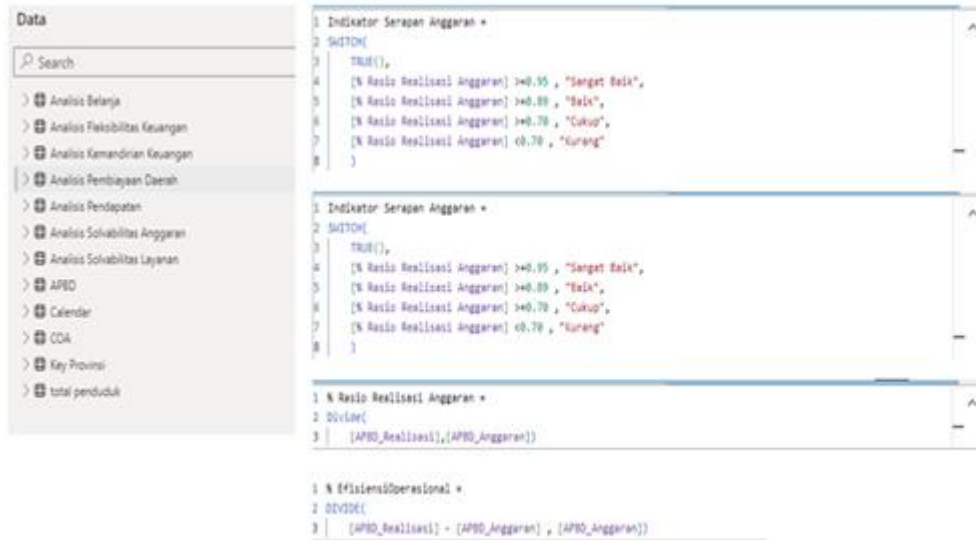 Data
Search
Analisis Belanja
Analisis Fleksibilitas Keuangan
Analisis Kemandirian Keuangan
Analisis Pembiayaan Daerah
Analisis Pendapatan
Analisis Solvabilitas Anggaran
Analisis Solvabilitas Layanan
APBD
Calendar
COA
Key Provinsi
total penduduk
1 Indikator Serapan Anggaran =
2 SWITCH(
3 TRUE(),
4 [% Rasio Realisasi Anggaran] >=0.95 , "Sangat Baik",
5 [% Rasio Realisasi Anggaran] >=0.89 , "Baik",
6 [% Rasio Realisasi Anggaran] >=0.70 , "Cukup",
7 [% Rasio Realisasi Anggaran] <0.70 , "Kurang"
8 )
1 Indikator Serapan Anggaran =
2 SWITCH(
3 TRUE(),
4 [% Rasio Realisasi Anggaran] >=0.95 , "Sangat Baik",
5 [% Rasio Realisasi Anggaran] >=0.89 , "Baik",
6 [% Rasio Realisasi Anggaran] >=0.70 , "Cukup",
7 [% Rasio Realisasi Anggaran] <0.70 , "Kurang"
8 )
1 % Rasio Realisasi Anggaran =
2 Divide(
3 [APBD_Realisasi],[APBD_Anggaran])
1 % EfisiensiOperasional =
2 DIVIDE(
3 [APBD_Realisasi] - [APBD_Anggaran] , [APBD_Anggaran])